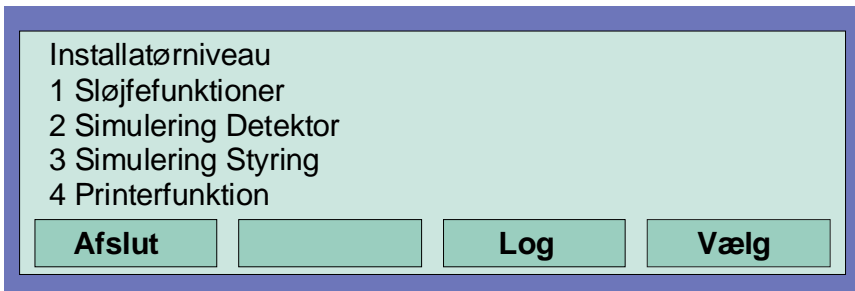 Installatørniveau
1 Sløjfefunktioner
2 Simulering Detektor
3 Simulering Styring
4 Printerfunktion
Afslut Log Vælg